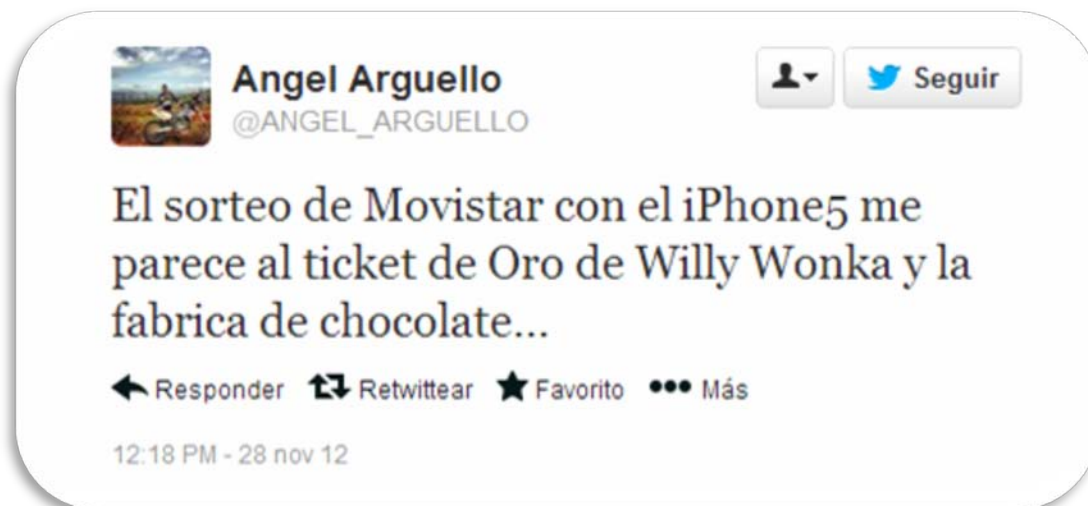 Angel Arguello
Seguir
@ANGEL_ARGUELLO
El sorteo de Movistar con el iPhone5 me
parece al ticket de Oro de Willy Wonka y la
fabrica de chocolate...
Responder Retwittear Favorito Más
12:18 PM - 28 nov 12